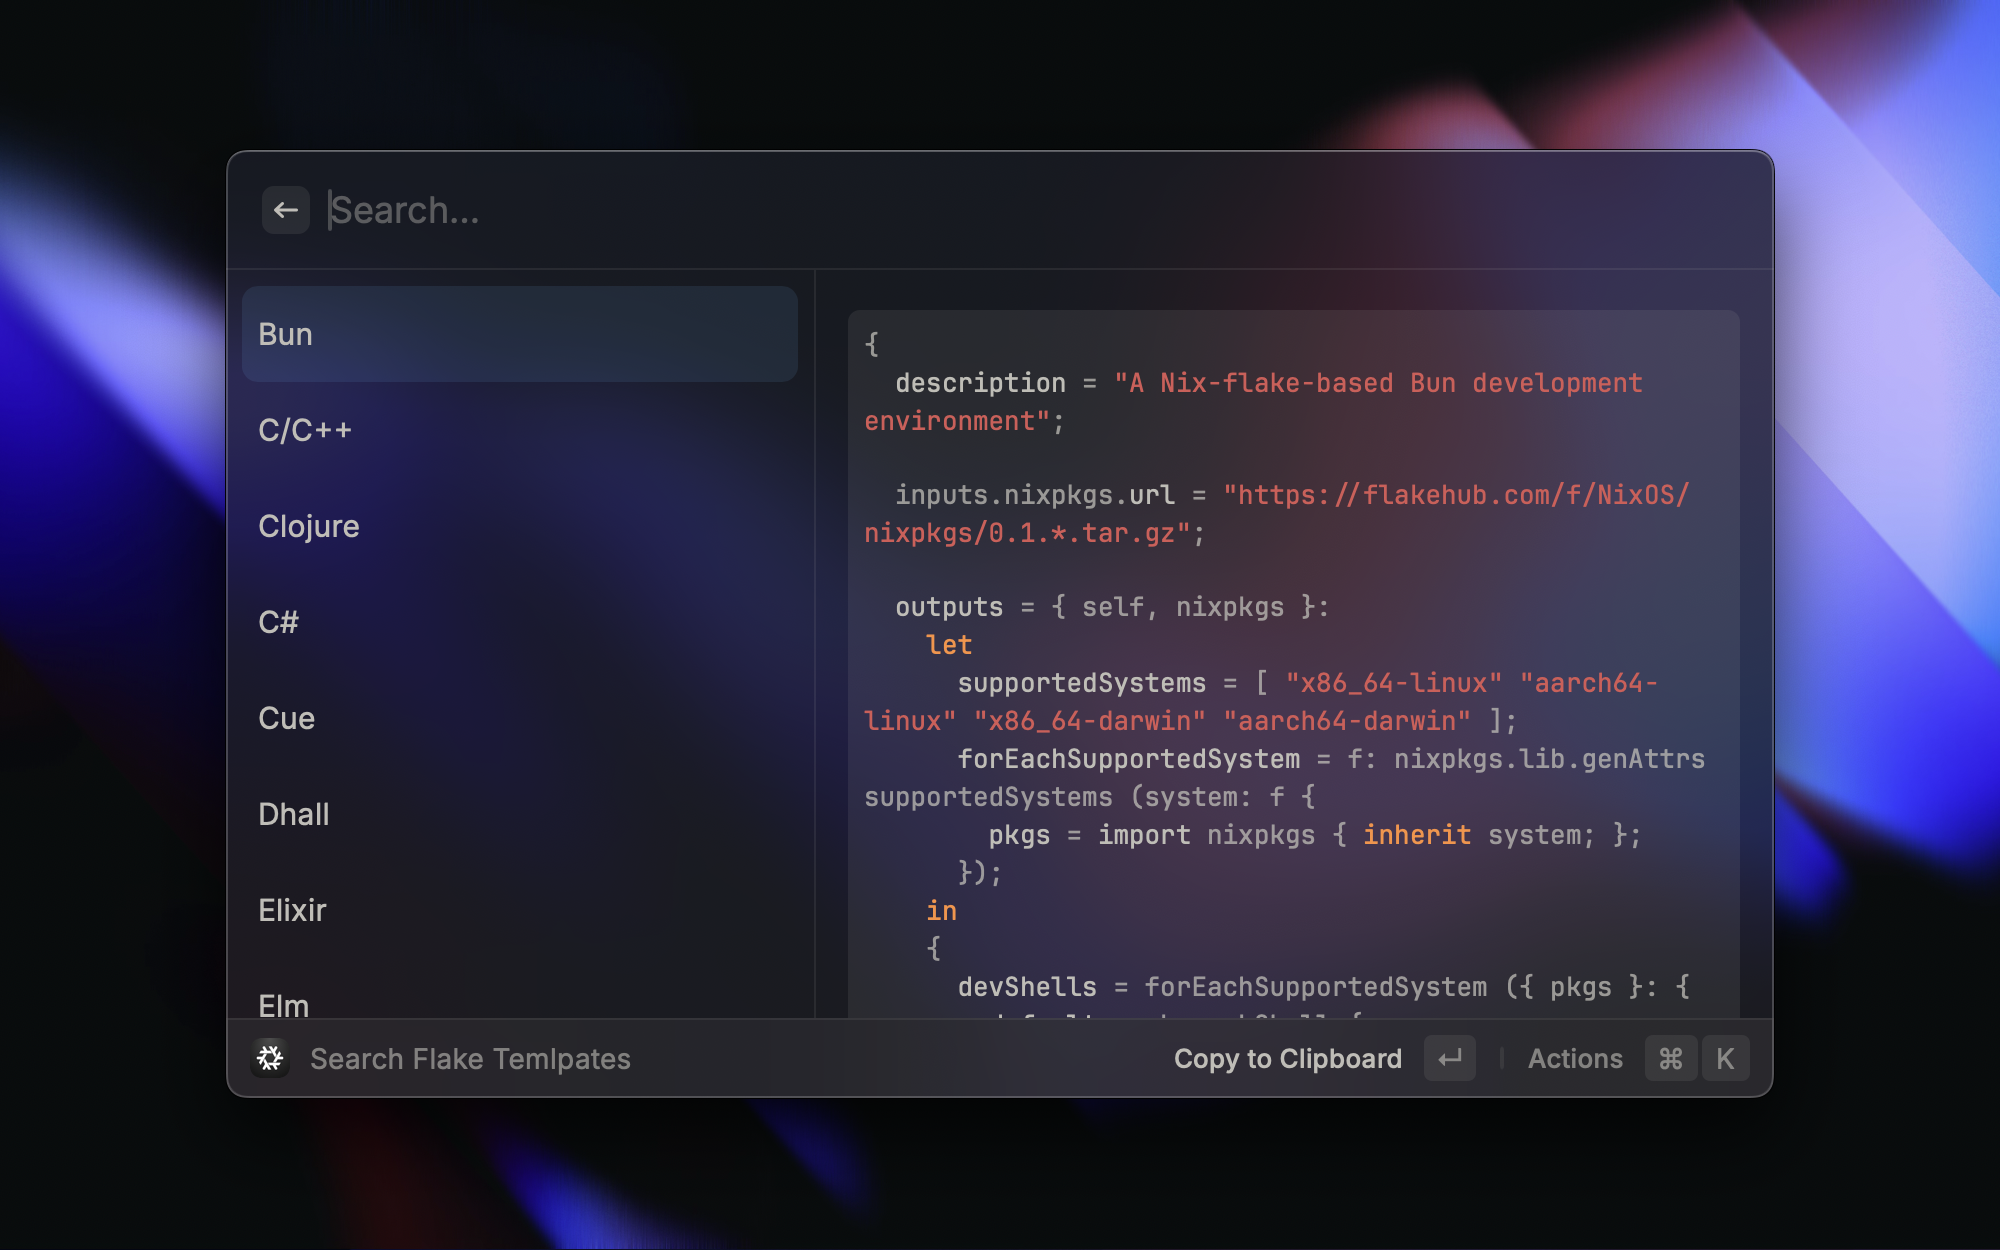 Search...
Bun
C/C++
Clojure
C#
Cue
Dhall
Elixir
Elm
{
  description = "A Nix-flake-based Bun development
environment";
  inputs.nixpkgs.url = "https://flakehub.com/f/NixOS/
nixpkgs/0.1.*.tar.gz";
  outputs = { self, nixpkgs }:
    let
      supportedSystems = [ "x86_64-linux" "aarch64-
linux" "x86_64-darwin" "aarch64-darwin" ];
      forEachSupportedSystem = f: nixpkgs.lib.genAttrs
supportedSystems (system: f {
        pkgs = import nixpkgs { inherit system; };
      });
    in
    {
      devShells = forEachSupportedSystem ({ pkgs }: {
Search Flake Temlpates
Copy to Clipboard ↵ | Actions ⌘ K